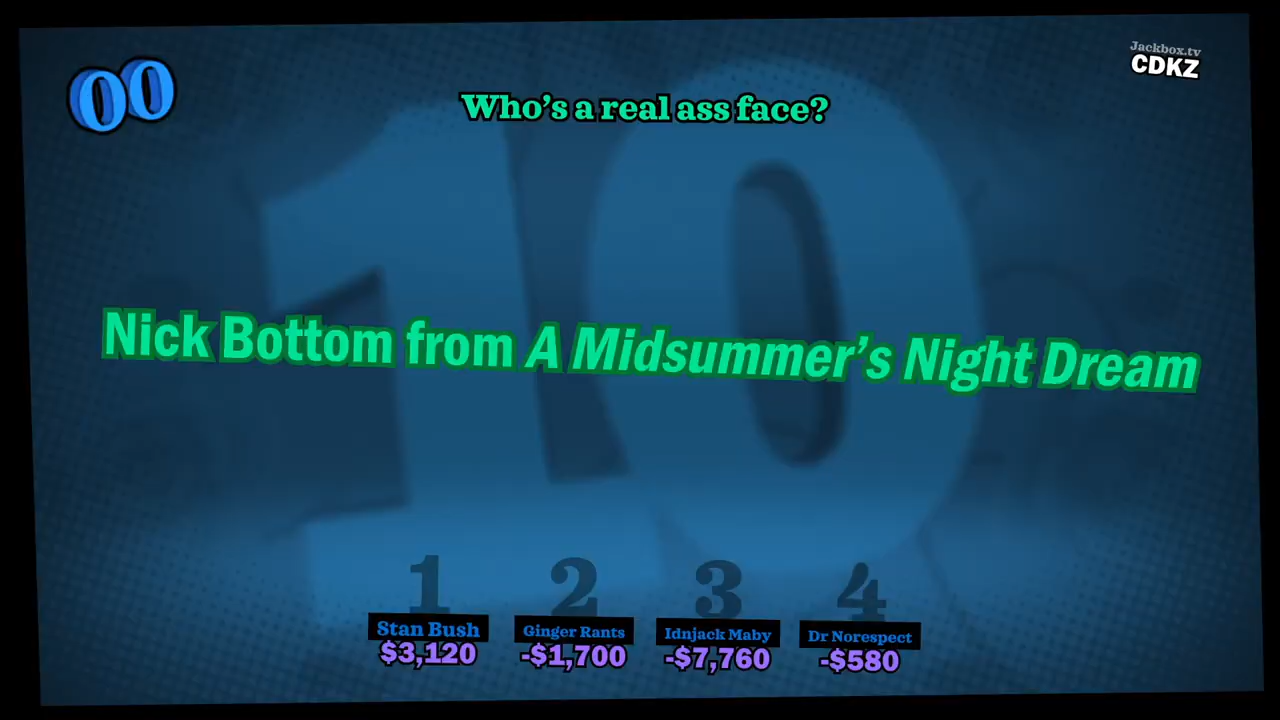 00
Jackbox.tv
CDKZ
Who's a real ass face?
Nick Bottom from A Midsummer's Night Dream
10
1 2 3 4
Stan Bush Ginger Rants Idnjack Maby Dr Norespect
$3,120 -$1,700 -$7,760 -$580